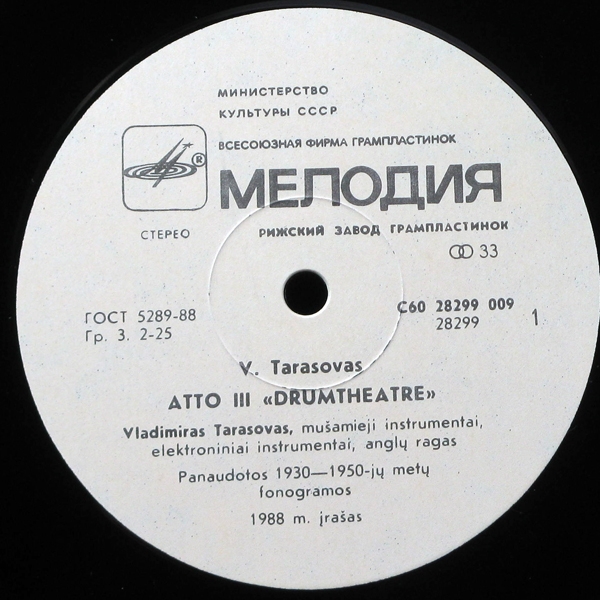 МИНИСТЕРСТВО
КУЛЬТУРЫ СССР
ВСЕСОЮЗНАЯ ФИРМА ГРАМПЛАСТИНОК
®
МЕЛОДИЯ
СТЕРЕО
РИЖСКИЙ ЗАВОД ГРАМПЛАСТИНОК
33
ГОСТ 5289-88
Гр. 3. 2-25
С60 28299 009
28299
1
V. Tarasovas
ATTO III «DRUMTHEATRE»
Vladimiras Tarasovas, mušamieji instrumentai,
elektroniniai instrumentai, anglų ragas
Panaudotos 1930—1950-jų metų
fonogramos
1988 m. įrašas